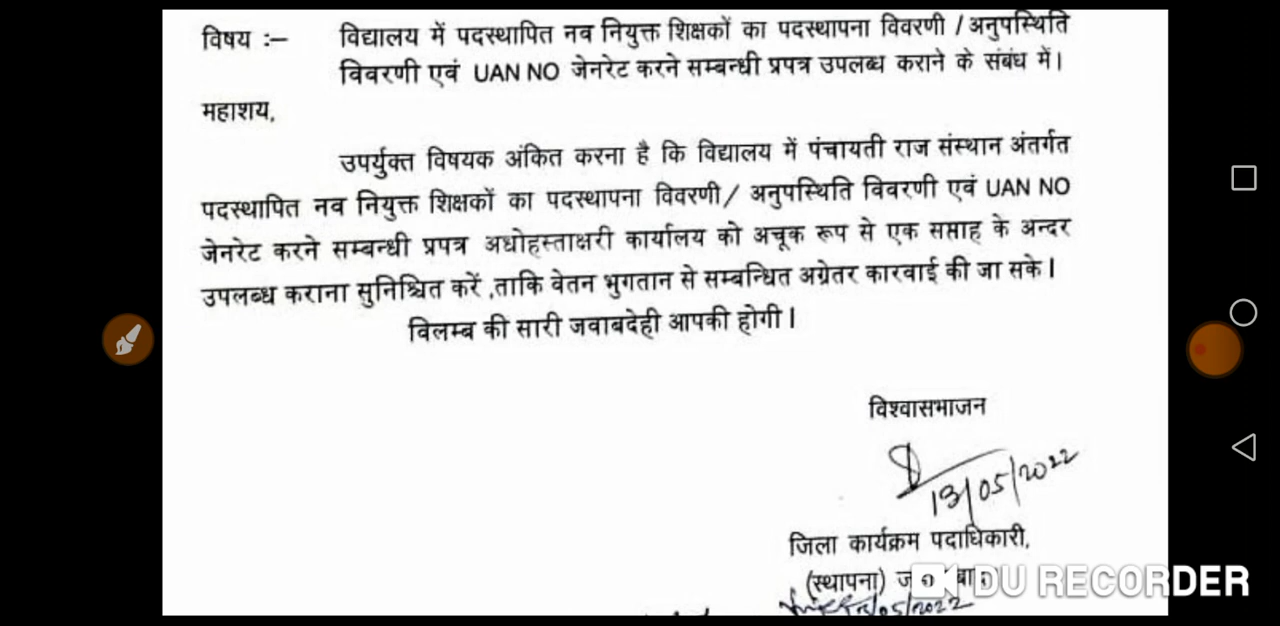 विषय :– विद्यालय में पदस्थापित नव नियुक्त शिक्षकों का पदस्थापना विवरणी / अनुपस्थिति
विवरणी एवं UAN NO जेनरेट करने सम्बन्धी प्रपत्र उपलब्ध कराने के संबंध में।
महाशय,
उपर्युक्त विषयक अंकित करना है कि विद्यालय में पंचायती राज संस्थान अंतर्गत
पदस्थापित नव नियुक्त शिक्षकों का पदस्थापना विवरणी/ अनुपस्थिति विवरणी एवं UAN NO
जेनरेट करने सम्बन्धी प्रपत्र अधोहस्ताक्षरी कार्यालय को अचूक रूप से एक सप्ताह के अन्दर
उपलब्ध कराना सुनिश्चित करें ,ताकि वेतन भुगतान से सम्बन्धित अग्रेतर कारवाई की जा सके।
विलम्ब की सारी जवाबदेही आपकी होगी।
विश्वासभाजन
13/05/2022
जिला कार्यक्रम पदाधिकारी,
(स्थापना)
DU RECORDER
/05/2022